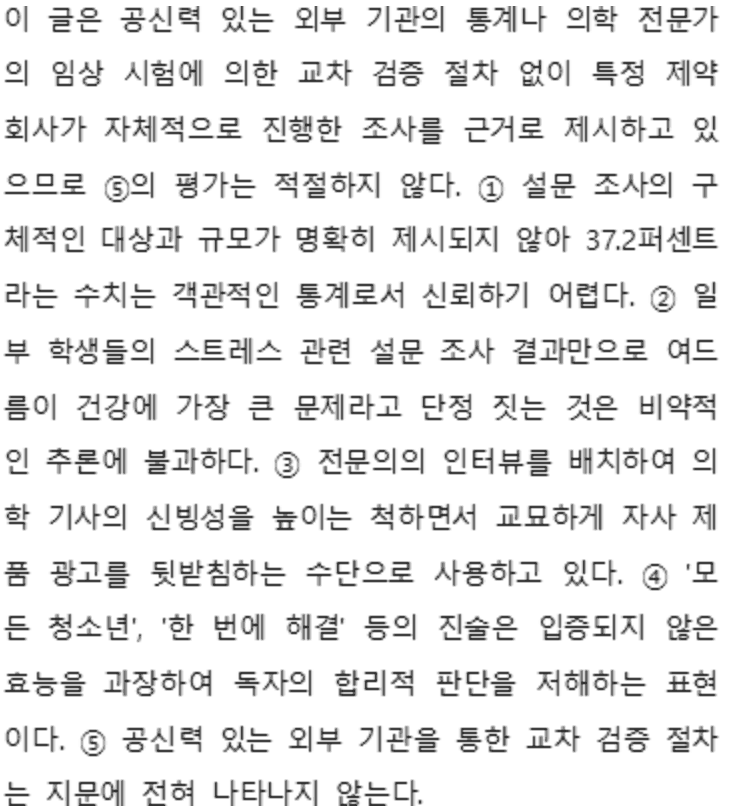 이 글은 공신력 있는 외부 기관의 통계나 의학 전문가
의 임상 시험에 의한 교차 검증 절차 없이 특정 제약
회사가 자체적으로 진행한 조사를 근거로 제시하고 있
으므로 ⑤의 평가는 적절하지 않다. ① 설문 조사의 구
체적인 대상과 규모가 명확히 제시되지 않아 37.2퍼센트
라는 수치는 객관적인 통계로서 신뢰하기 어렵다. ② 일
부 학생들의 스트레스 관련 설문 조사 결과만으로 여드
름이 건강에 가장 큰 문제라고 단정 짓는 것은 비약적
인 추론에 불과하다. ③ 전문의의 인터뷰를 배치하여 의
학 기사의 신빙성을 높이는 척하면서 교묘하게 자사 제
품 광고를 뒷받침하는 수단으로 사용하고 있다. ④ '모
든 청소년', '한 번에 해결' 등의 진술은 입증되지 않은
효능을 과장하여 독자의 합리적 판단을 저해하는 표현
이다. ⑤ 공신력 있는 외부 기관을 통한 교차 검증 절차
는 지문에 전혀 나타나지 않는다.